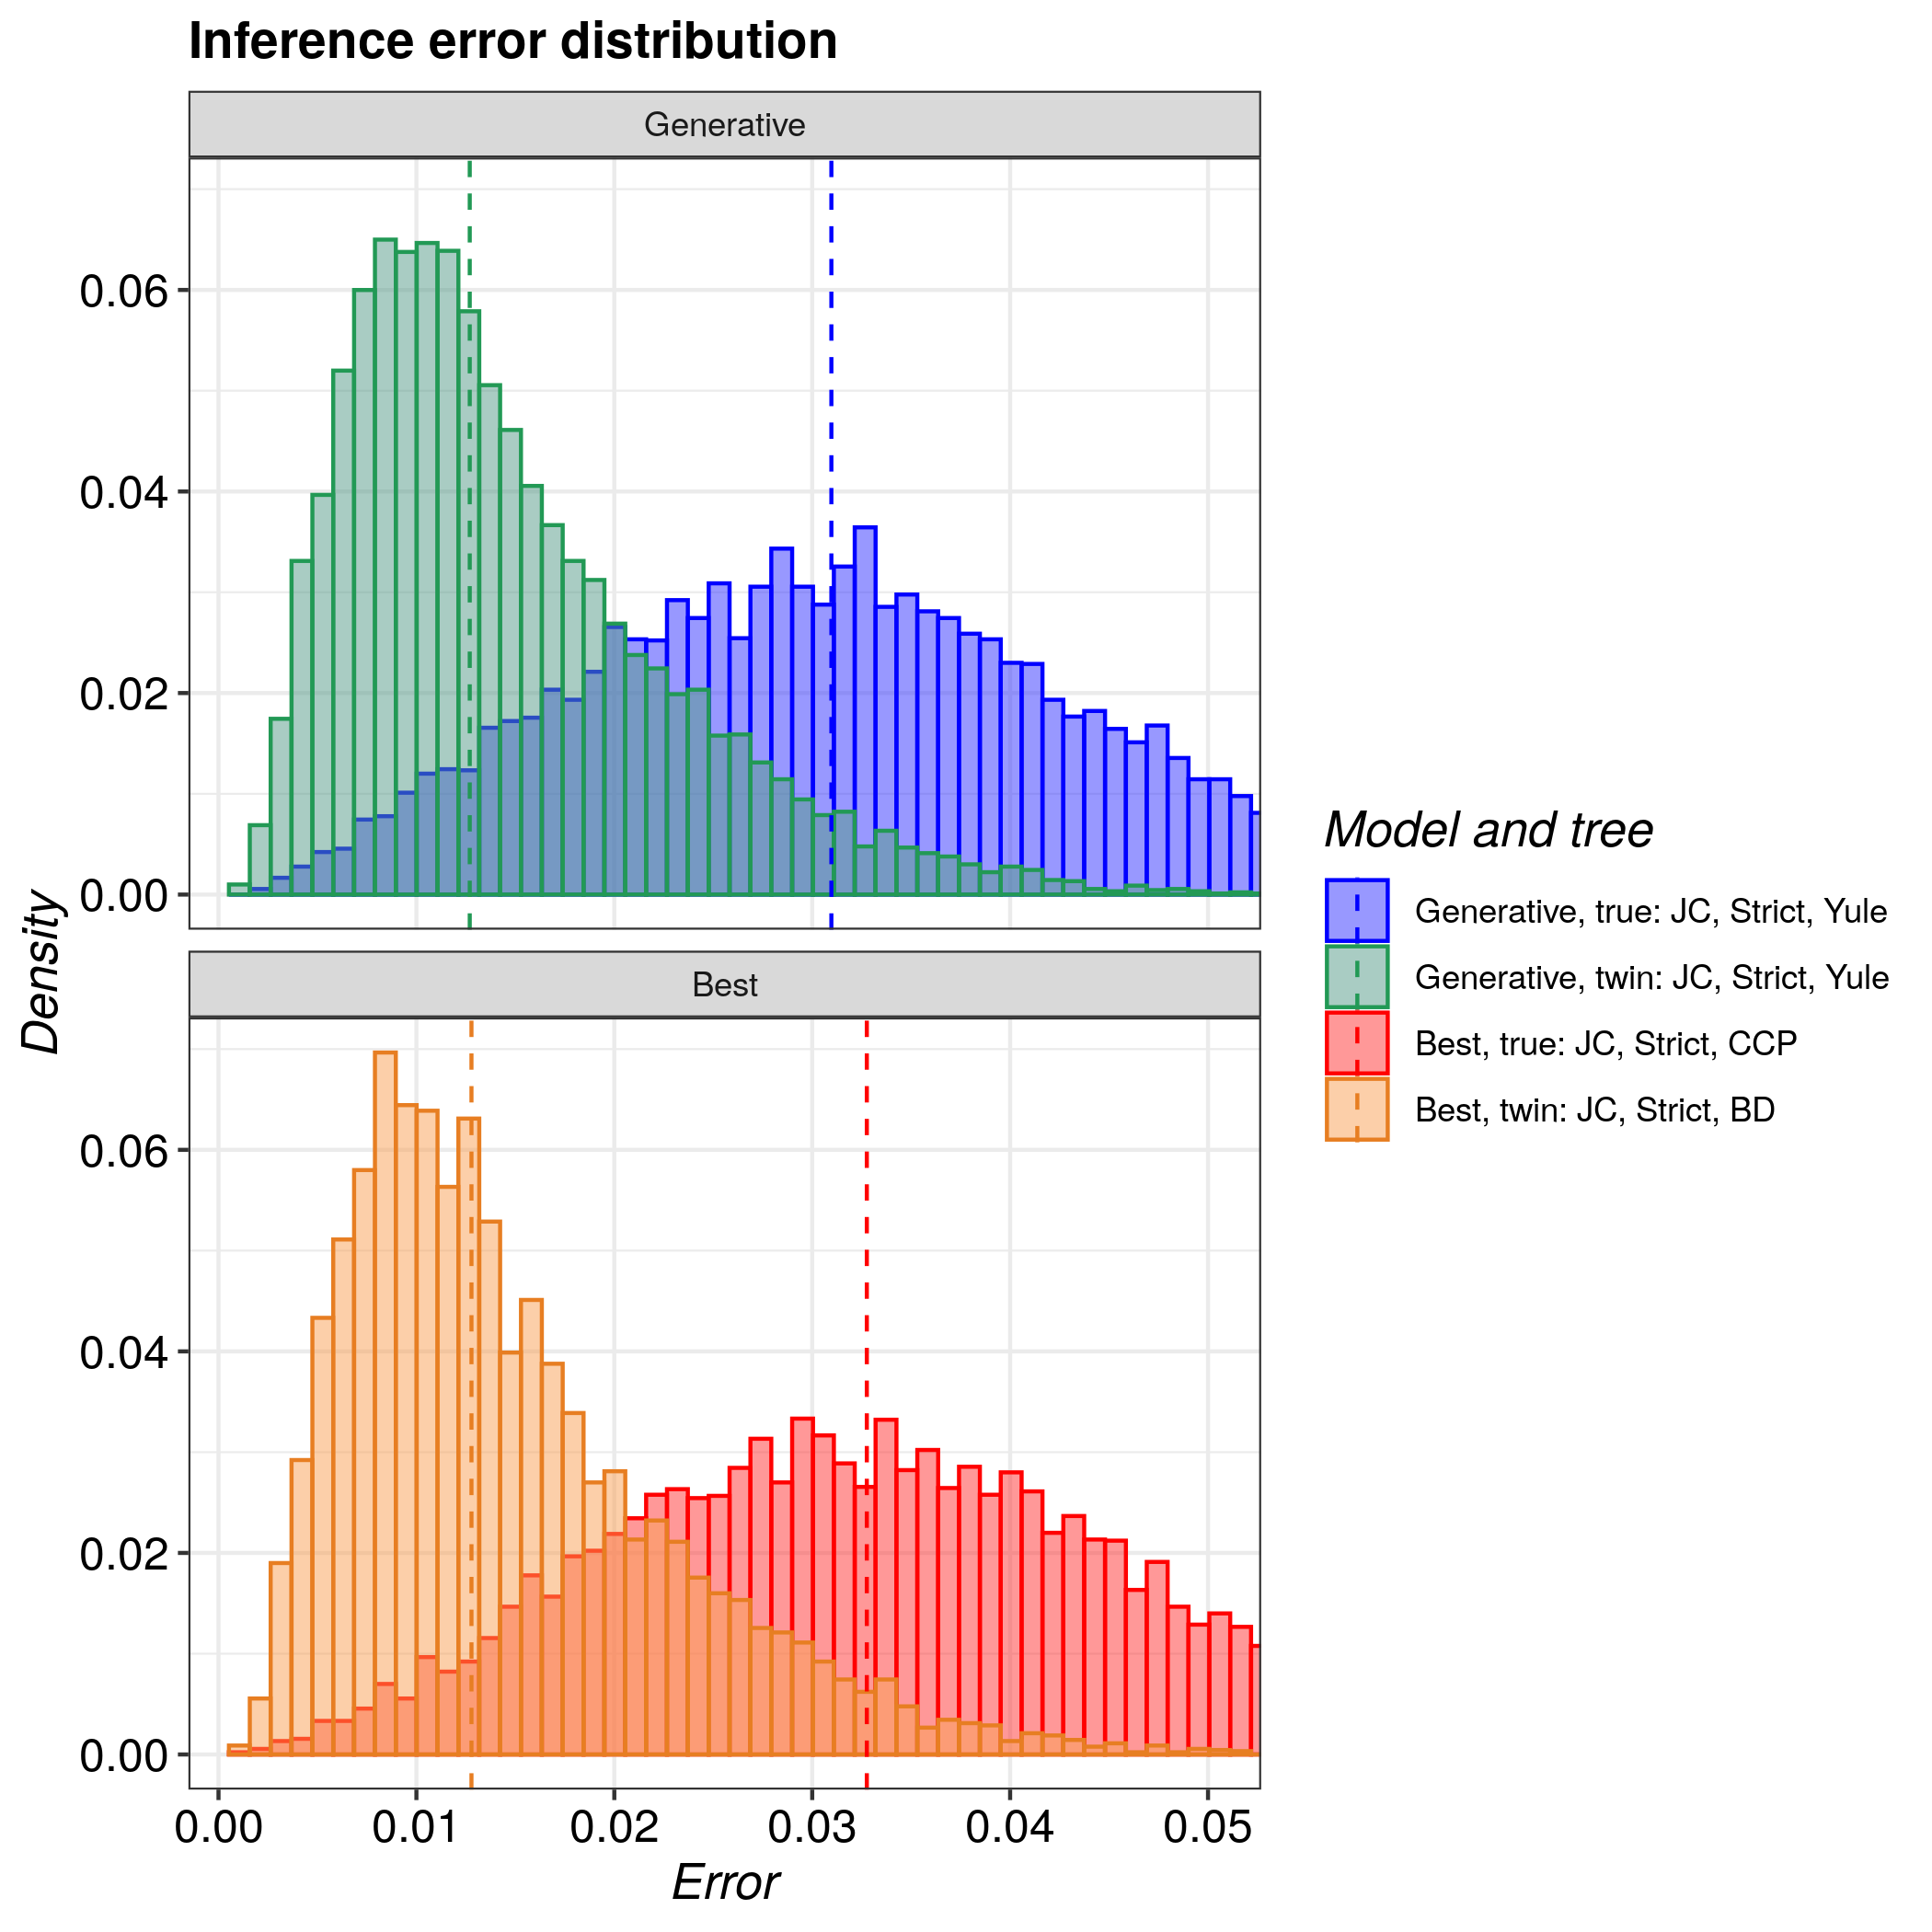 Inference error distribution
Generative
0.06
0.04
0.02
0.00
Density
Best
0.06
0.04
0.02
0.00
0.00 0.01 0.02 0.03 0.04 0.05
Error
Model and tree
Generative, true: JC, Strict, Yule
Generative, twin: JC, Strict, Yule
Best, true: JC, Strict, CCP
Best, twin: JC, Strict, BD